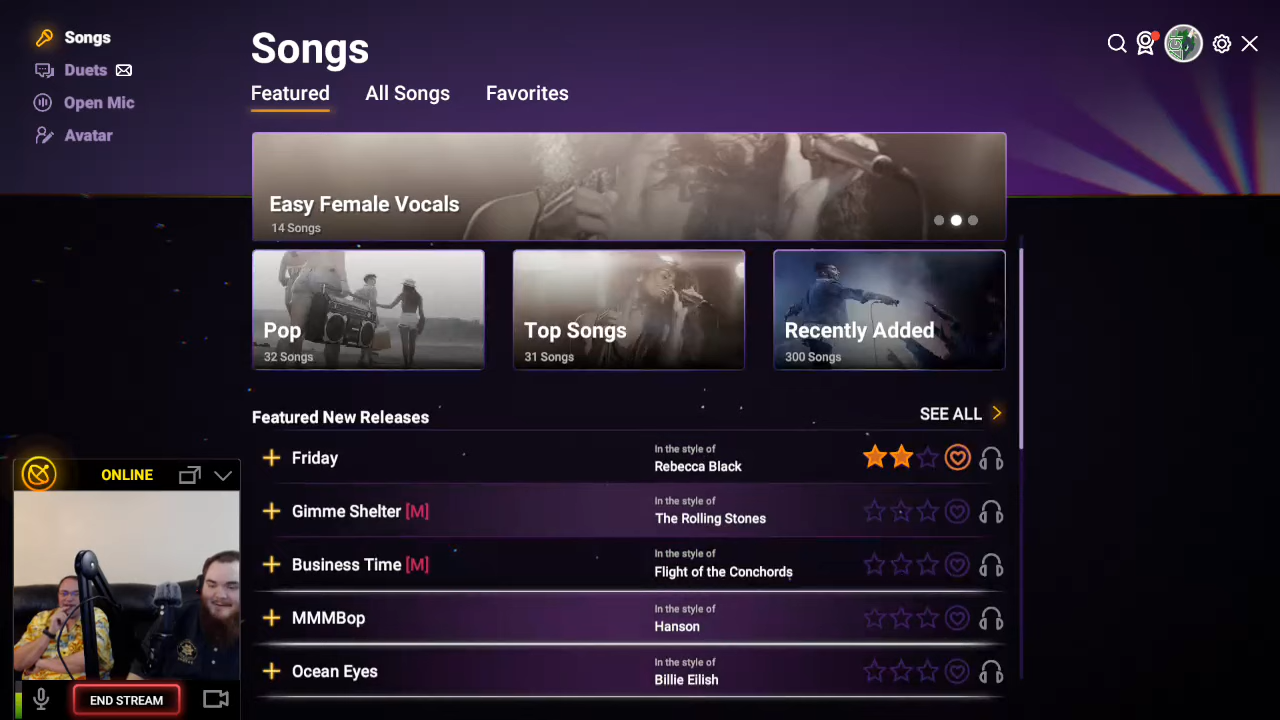 Songs
Duets
Open Mic
Avatar
Songs
Featured
All Songs
Favorites
Easy Female Vocals
14 Songs
Pop
32 Songs
Top Songs
31 Songs
Recently Added
300 Songs
Featured New Releases
SEE ALL
Friday
In the style of
Rebecca Black
Gimme Shelter [M]
In the style of
The Rolling Stones
Business Time [M]
In the style of
Flight of the Conchords
MMMBop
In the style of
Hanson
Ocean Eyes
In the style of
Billie Eilish
ONLINE
END STREAM